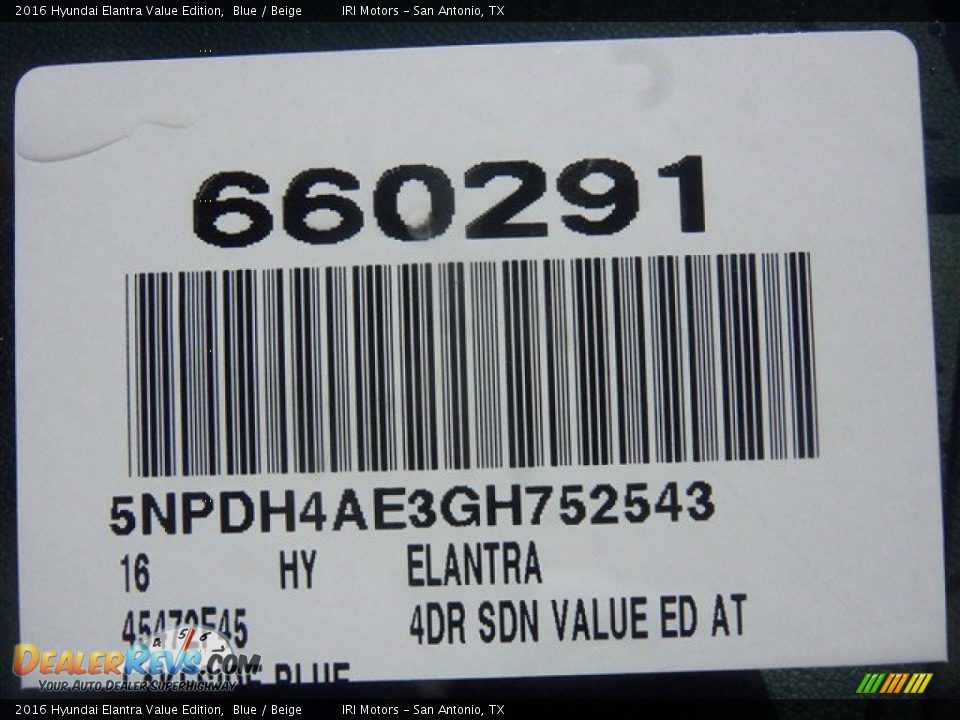 2016 Hyundai Elantra Value Edition, Blue / Beige IRI Motors - San Antonio, TX
660291
5NPDH4AE3GH752543
16 HY ELANTRA
45472F45 4DR SDN VALUE ED AT
BLUE
DEALERREVS.COM
YOUR AUTO DEALER SUPERHIGHWAY
2016 Hyundai Elantra Value Edition, Blue / Beige IRI Motors - San Antonio, TX